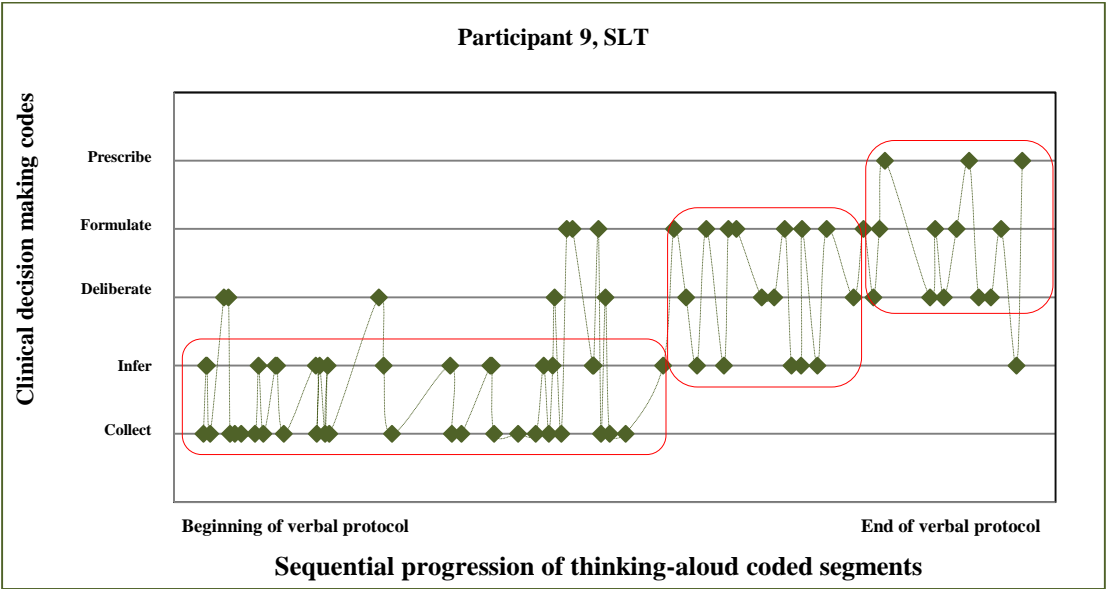 Participant 9, SLT
Clinical decision making codes
Prescribe
Formulate
Deliberate
Infer
Collect
Beginning of verbal protocol
End of verbal protocol
Sequential progression of thinking-aloud coded segments